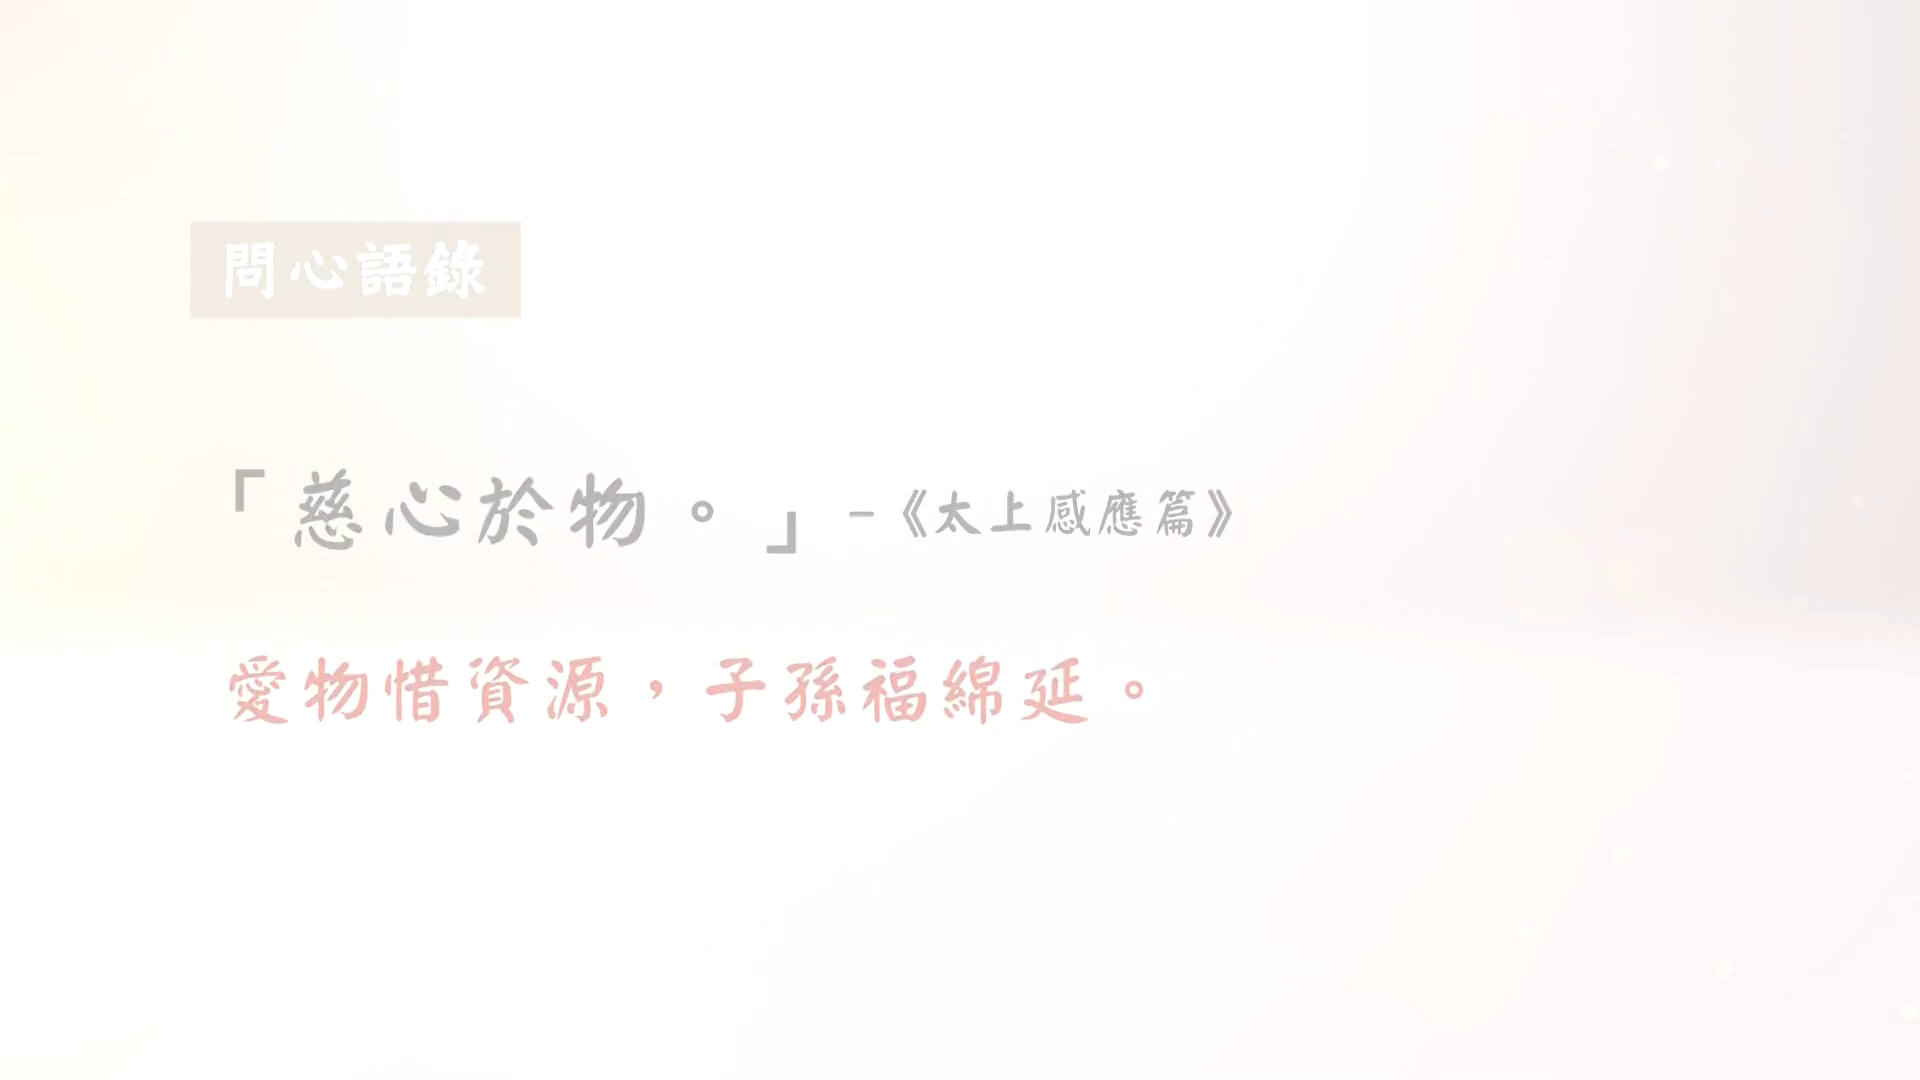 問心語錄
「慈心於物。」–《太上感應篇》
愛物惜資源，子孫福綿延。